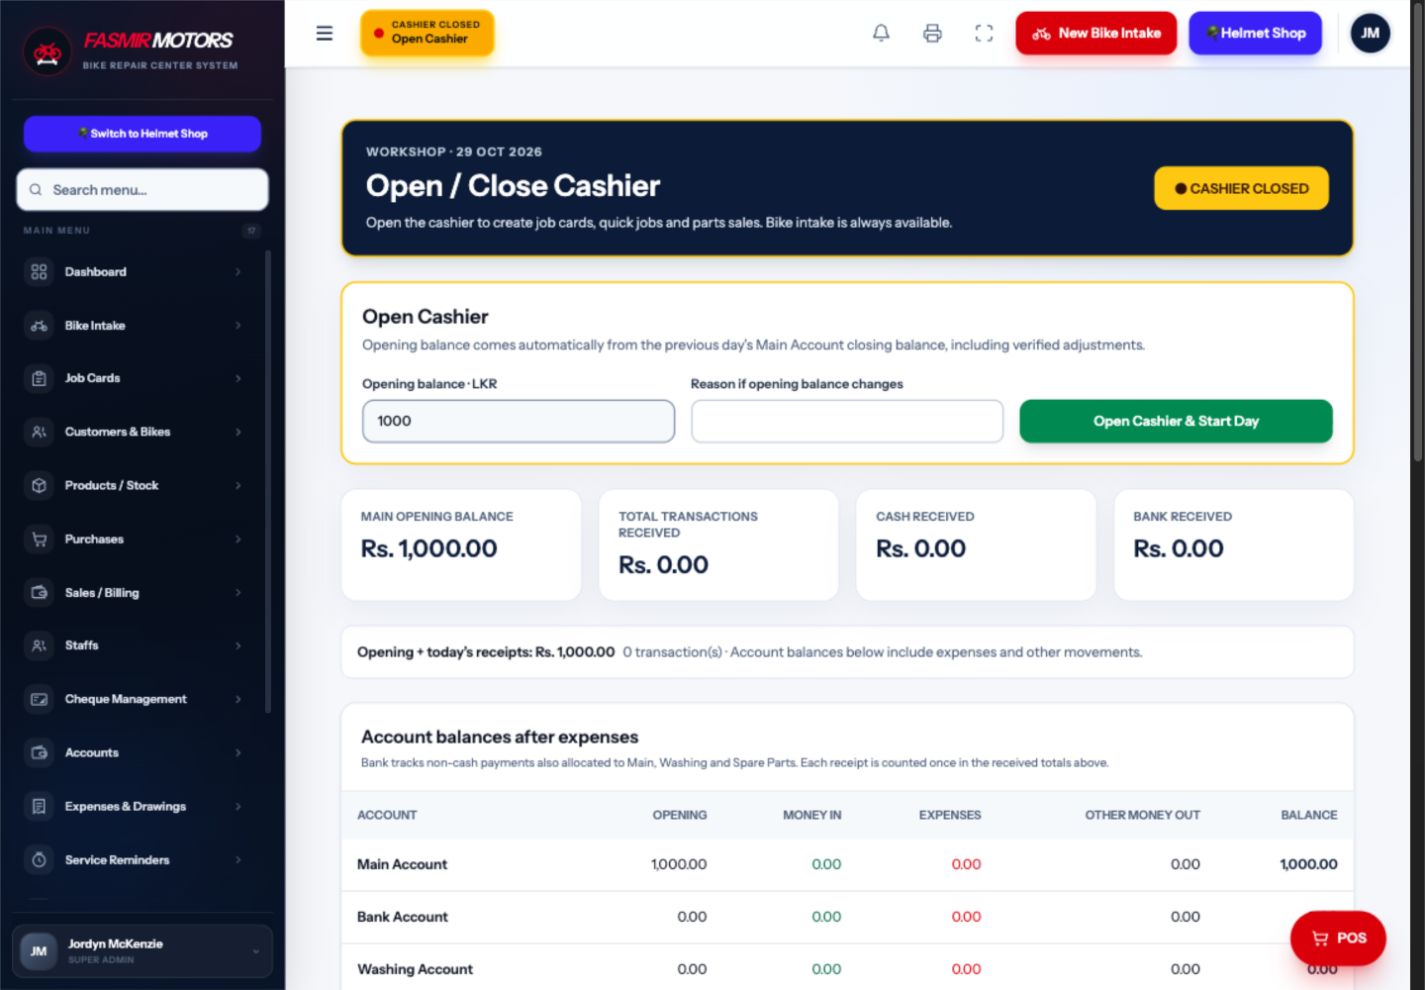 FASMIR MOTORS
BIKE REPAIR CENTER SYSTEM
Switch to Helmet Shop
Search menu...
MAIN MENU
17
Dashboard
Bike Intake
Job Cards
Customers & Bikes
Products / Stock
Purchases
Sales / Billing
Staffs
Cheque Management
Accounts
Expenses & Drawings
Service Reminders
JM
Jordyn McKenzie
SUPER ADMIN
CASHIER CLOSED
Open Cashier
New Bike Intake
Helmet Shop
JM
WORKSHOP · 29 OCT 2026
Open / Close Cashier
Open the cashier to create job cards, quick jobs and parts sales. Bike intake is always available.
CASHIER CLOSED
Open Cashier
Opening balance comes automatically from the previous day's Main Account closing balance, including verified adjustments.
Opening balance · LKR
Reason if opening balance changes
1000
Open Cashier & Start Day
MAIN OPENING BALANCE
Rs. 1,000.00
TOTAL TRANSACTIONS
RECEIVED
Rs. 0.00
CASH RECEIVED
Rs. 0.00
BANK RECEIVED
Rs. 0.00
Opening + today's receipts: Rs. 1,000.00 0 transaction(s) · Account balances below include expenses and other movements.
Account balances after expenses
Bank tracks non-cash payments also allocated to Main, Washing and Spare Parts. Each receipt is counted once in the received totals above.
ACCOUNT OPENING MONEY IN EXPENSES OTHER MONEY OUT BALANCE
Main Account 1,000.00 0.00 0.00 0.00 1,000.00
Bank Account 0.00 0.00 0.00 0.00
Washing Account 0.00 0.00 0.00 0.00 0.00
POS